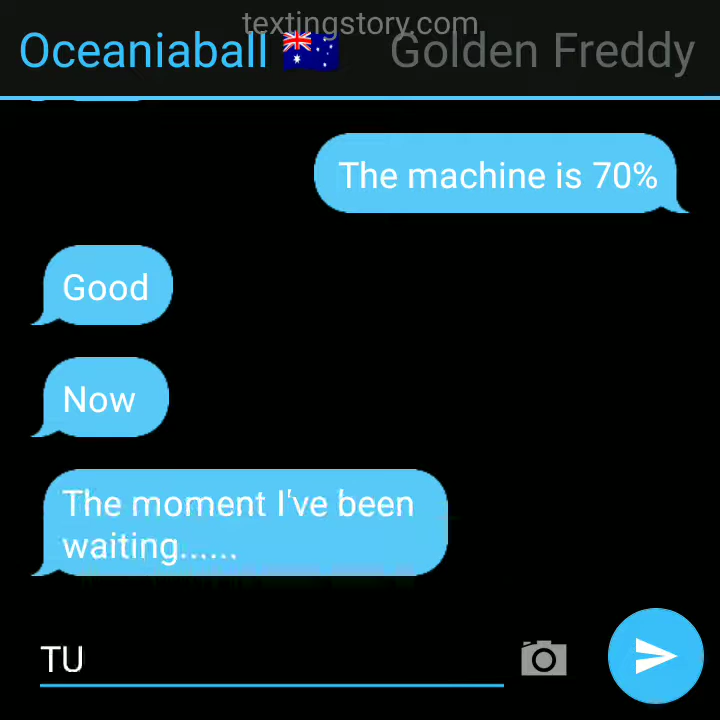 textingstory.com
Oceaniaball 🇦🇺 Golden Freddy
The machine is 70%
Good
Now
The moment I've been
waiting......
TU